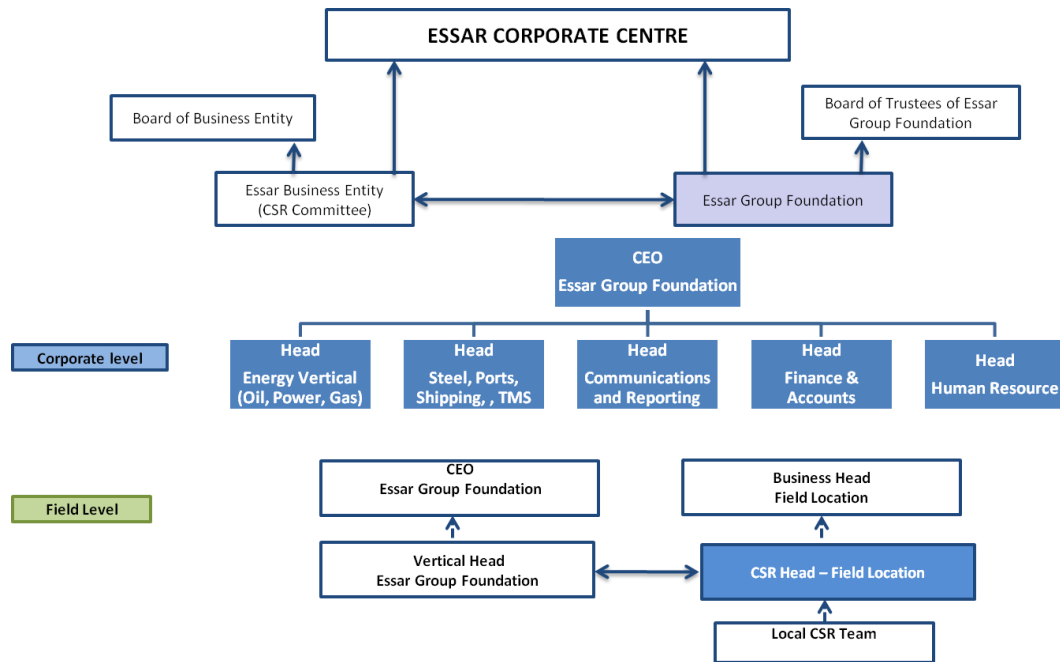 ESSAR CORPORATE CENTRE
Board of Business Entity
Board of Trustees of Essar
Group Foundation
Essar Business Entity
(CSR Committee)
Essar Group Foundation
CEO
Essar Group Foundation
Corporate level
Head
Energy Vertical
(Oil, Power, Gas)
Head
Steel, Ports,
Shipping, , TMS
Head
Communications
and Reporting
Head
Finance &
Accounts
Head
Human Resource
Field Level
CEO
Essar Group Foundation
Business Head
Field Location
Vertical Head
Essar Group Foundation
CSR Head – Field Location
Local CSR Team